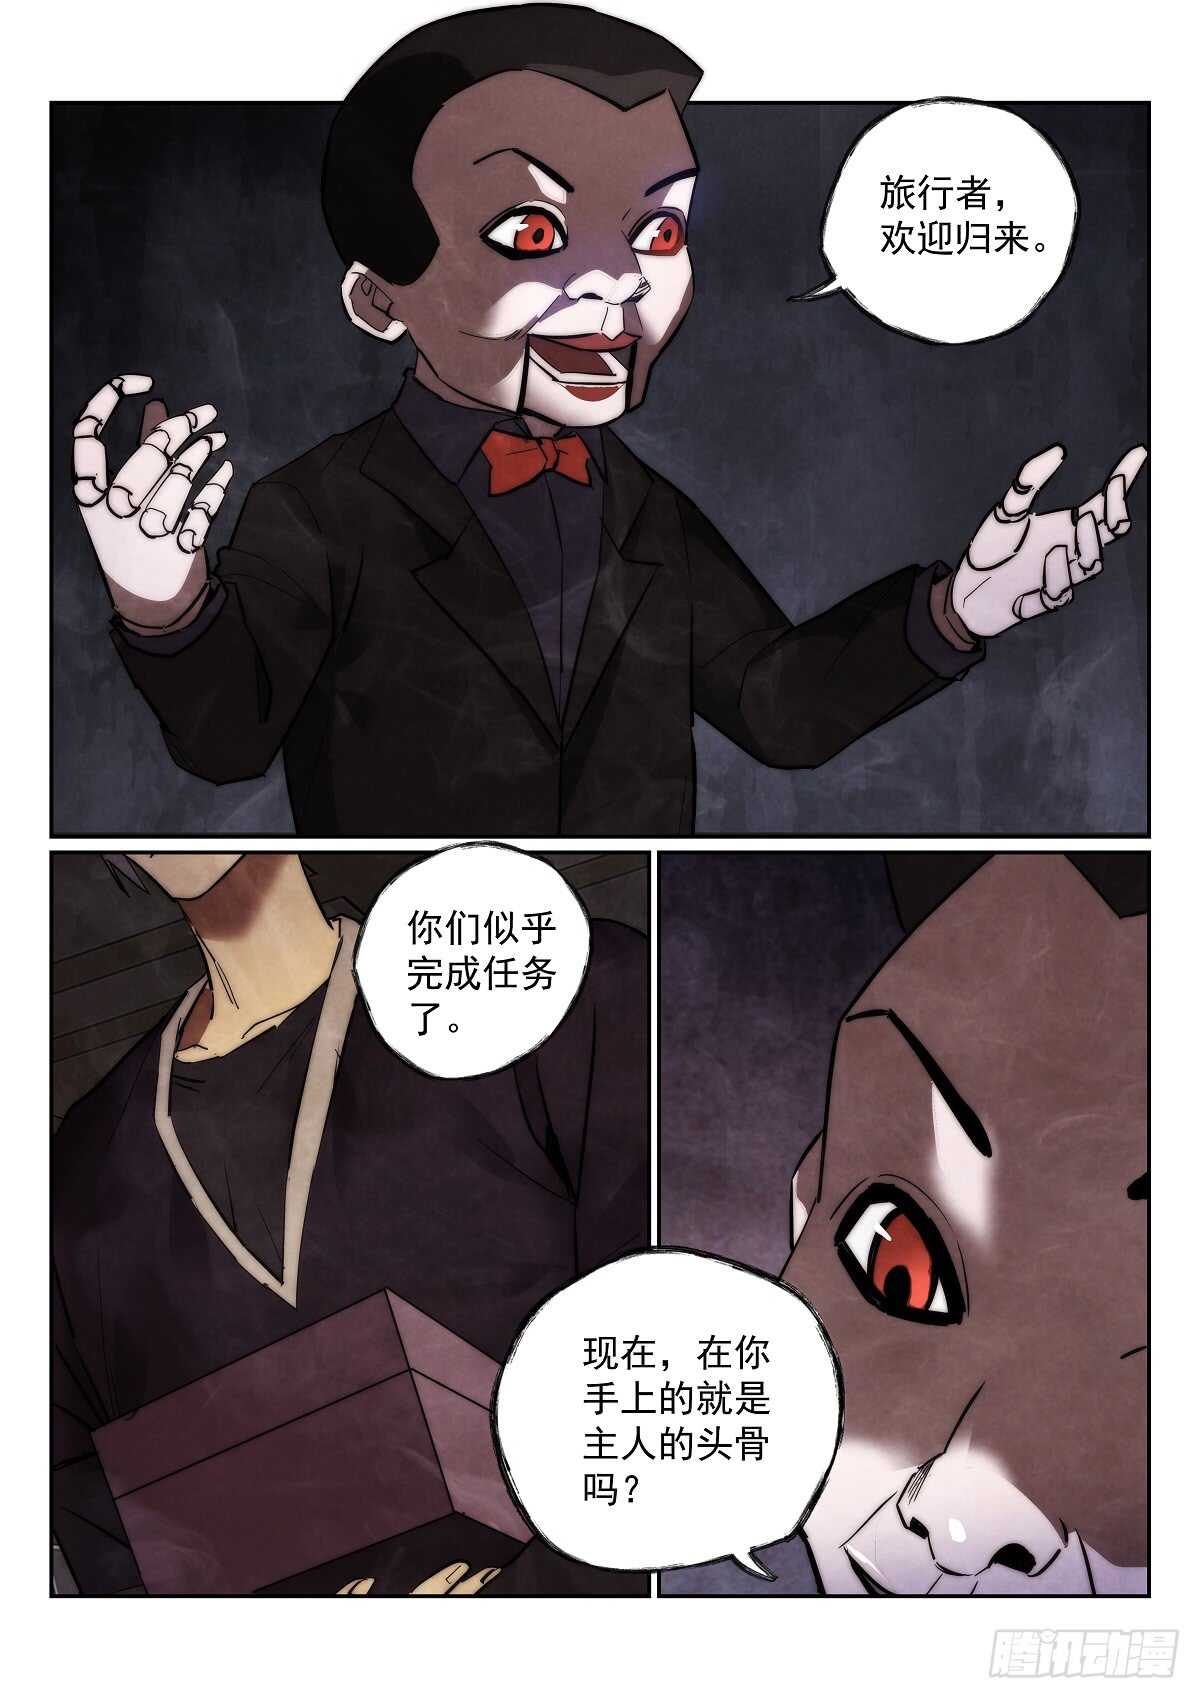 旅行者，
欢迎归来。
你们似乎
完成任务
了。
现在，在你
手上的就是
主人的头骨
吗？
腾讯动漫